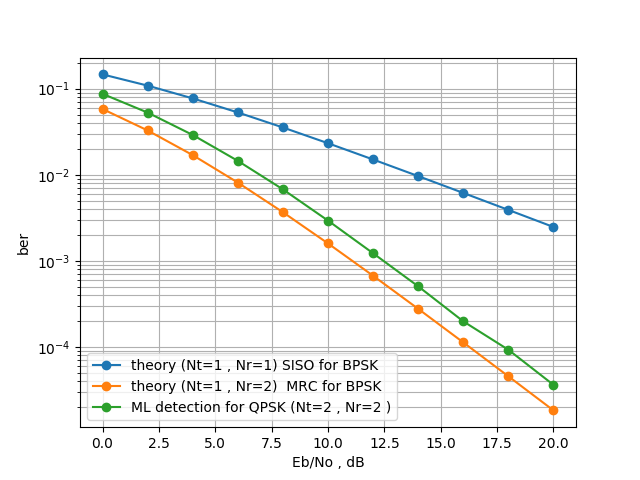 10⁻¹
10⁻²
10⁻³
10⁻⁴
ber
theory (Nt=1 , Nr=1) SISO for BPSK
theory (Nt=1 , Nr=2)  MRC for BPSK
ML detection for QPSK (Nt=2 , Nr=2 )
0.0 2.5 5.0 7.5 10.0 12.5 15.0 17.5 20.0
Eb/No , dB